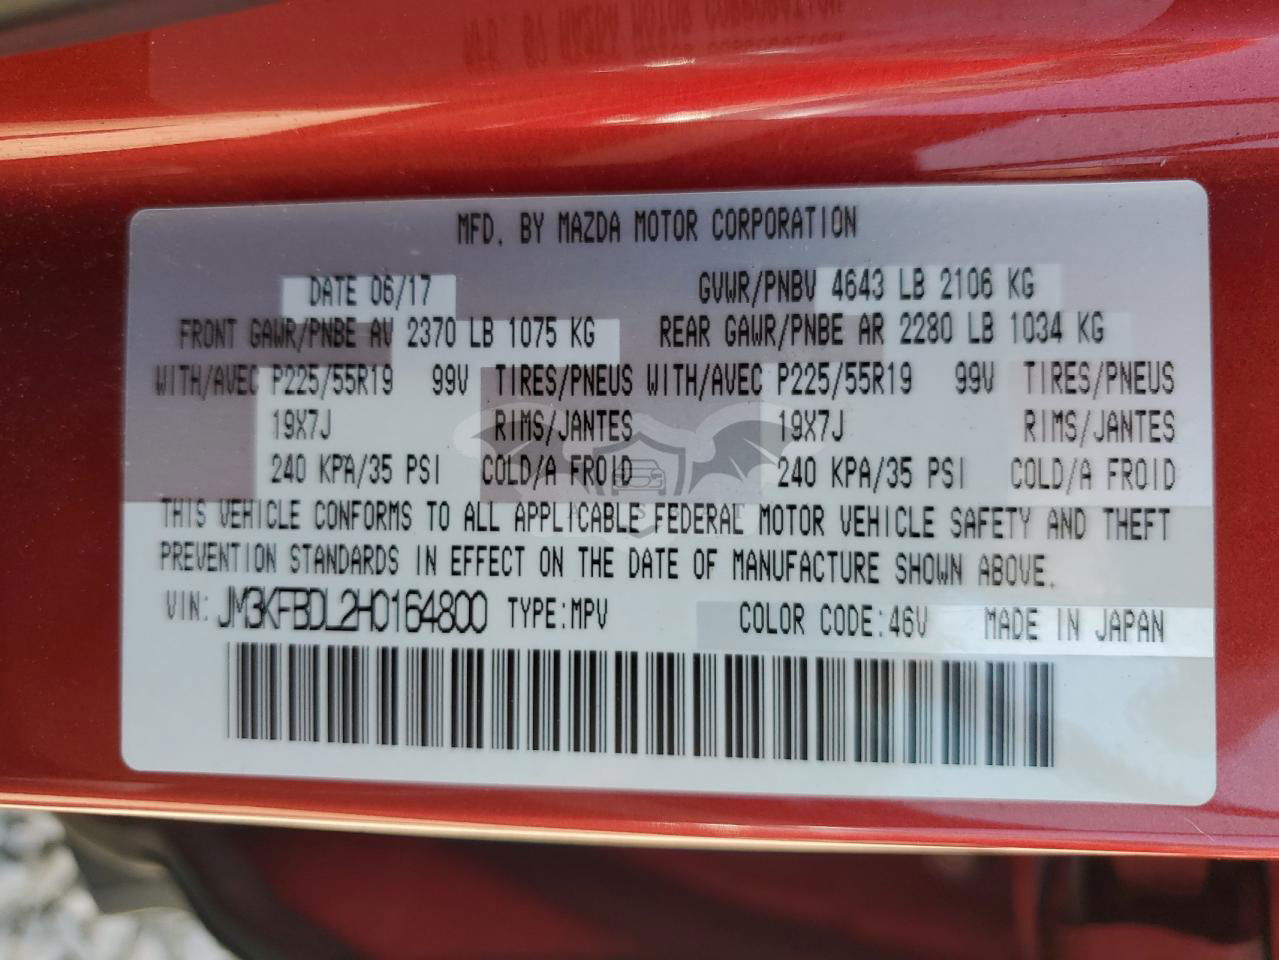 MFD. BY MAZDA MOTOR CORPORATION
DATE 06/17 GVWR/PNBV 4643 LB 2106 KG
FRONT GAWR/PNBE AV 2370 LB 1075 KG REAR GAWR/PNBE AR 2280 LB 1034 KG
WITH/AVEC P225/55R19 99V TIRES/PNEUS WITH/AVEC P225/55R19 99V TIRES/PNEUS
19X7J RIMS/JANTES 19X7J RIMS/JANTES
240 KPA/35 PSI COLD/A FROID 240 KPA/35 PSI COLD/A FROID
THIS VEHICLE CONFORMS TO ALL APPLICABLE FEDERAL MOTOR VEHICLE SAFETY AND THEFT
PREVENTION STANDARDS IN EFFECT ON THE DATE OF MANUFACTURE SHOWN ABOVE.
VIN: JM3KFBDL2H0164800 TYPE:MPV COLOR CODE:46V MADE IN JAPAN